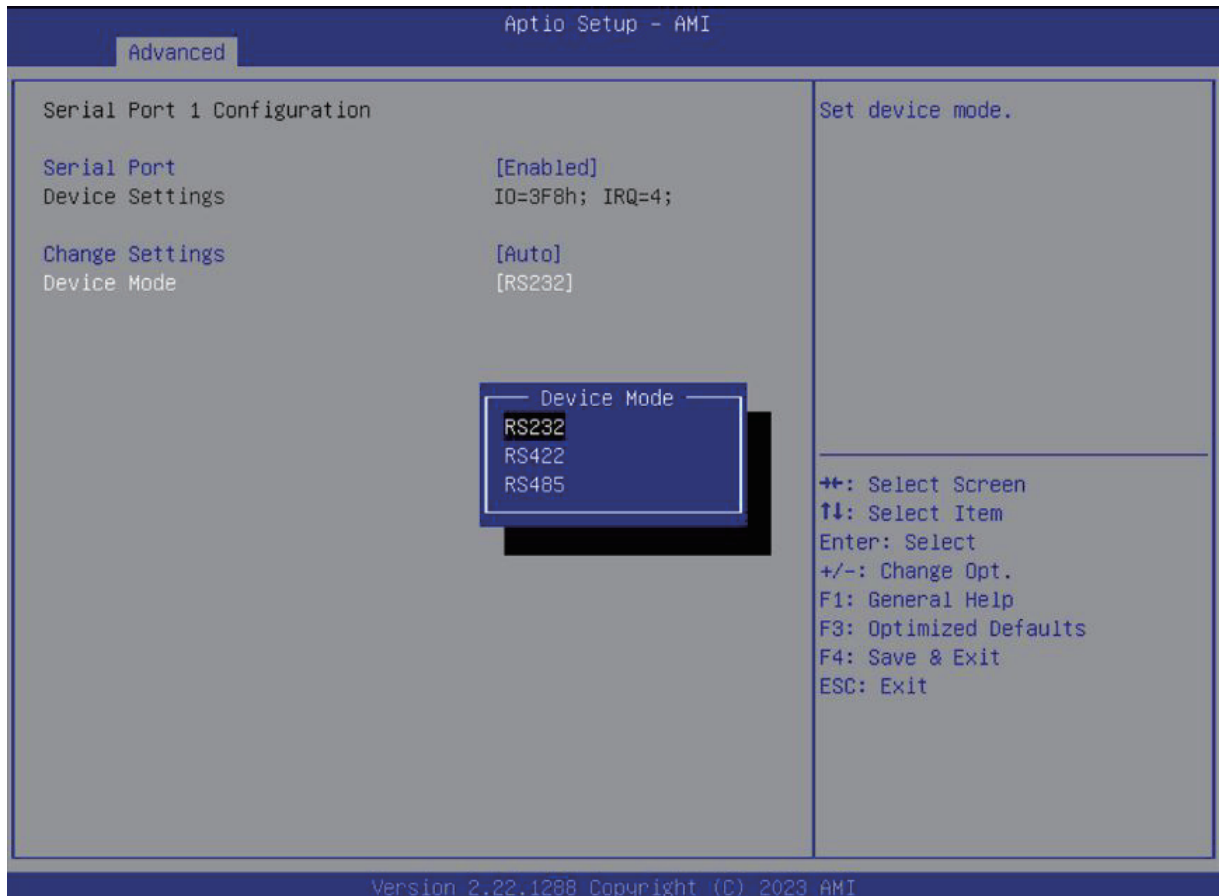 Aptio Setup - AMI
Advanced
Serial Port 1 Configuration
Serial Port [Enabled]
Device Settings IO=3F8h; IRQ=4;
Change Settings [Auto]
Device Mode [RS232]
Device Mode
RS232
RS422
RS485
Set device mode.
→←: Select Screen
↑↓: Select Item
Enter: Select
+/-: Change Opt.
F1: General Help
F3: Optimized Defaults
F4: Save & Exit
ESC: Exit
Version 2.22.1288 Copyright (C) 2023 AMI